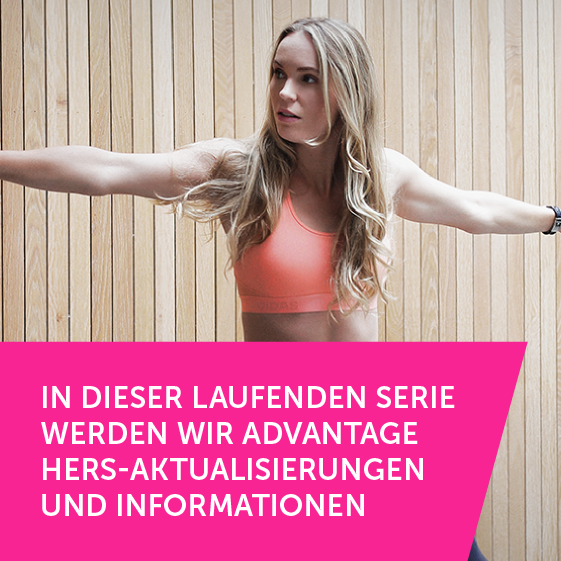 IN DIESER LAUFENDEN SERIE
WERDEN WIR ADVANTAGE
HERS-AKTUALISIERUNGEN
UND INFORMATIONEN